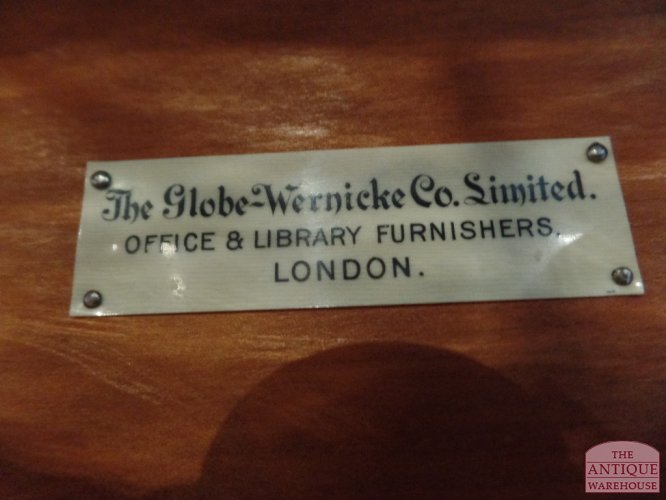 The Globe-Wernicke Co. Limited.
OFFICE & LIBRARY FURNISHERS.
LONDON.
THE
ANTIQUE
WAREHOUSE